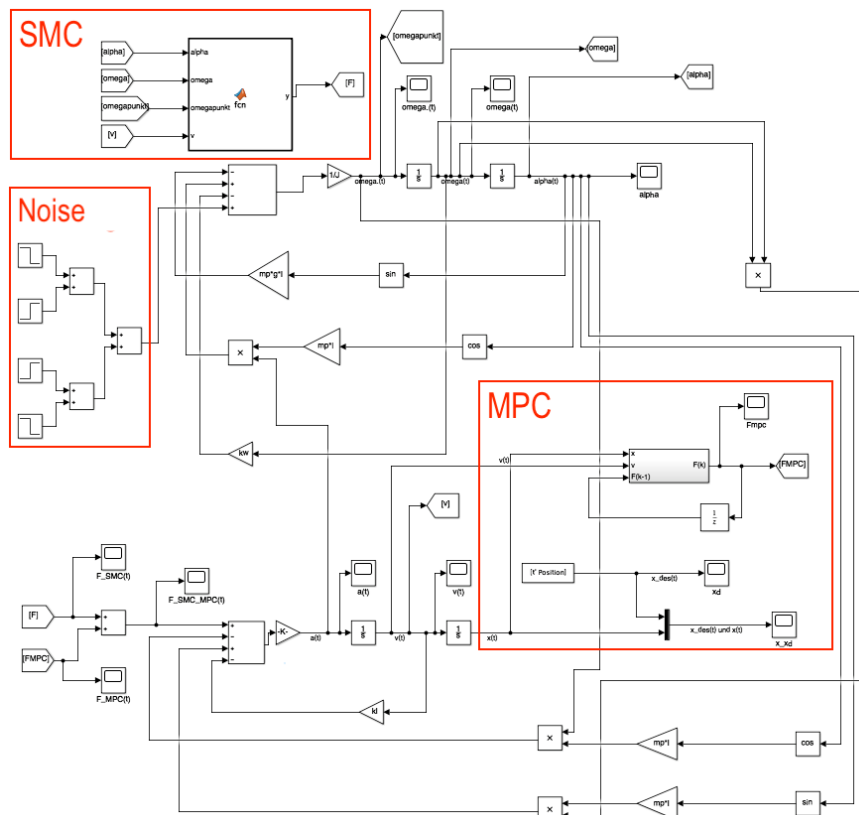 SMC
[alpha]
[omega]
[omegapunkt]
[v]
alpha
omega
omegapunkt
v
fcn
y
[F]
[omegapunkt]
[omega]
[alpha]
omega.(t)
omega(t)
1/J
omega.(t)
1
s
omega(t)
1
s
alpha(t)
alpha
Noise
mp*g*l
sin
×
mp*l
cos
×
kw
MPC
Fmpc
x
v
F(k-1)
F(k)
[FMPC]
v(t)
1
z
[v]
[t' Position]
x_des(t)
xd
x_des(t) und x(t)
x_xd
F_SMC(t)
F_SMC_MPC(t)
[F]
[FMPC]
F_MPC(t)
-K-
a(t)
a(t)
1
s
v(t)
v(t)
1
s
x(t)
kl
×
mp*l
cos
×
mp*l
sin